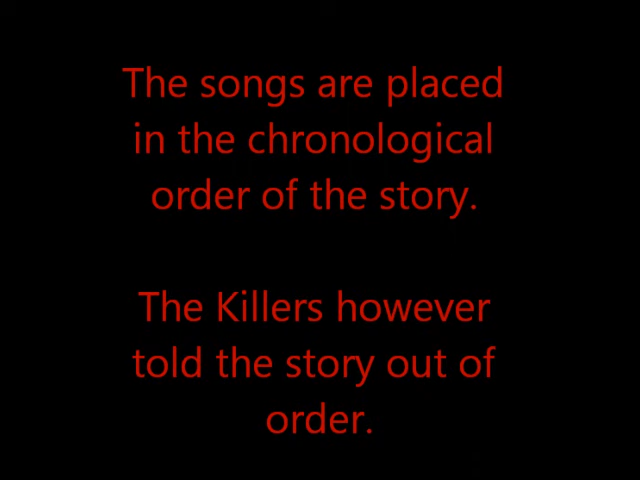 The songs are placed
in the chronological
order of the story.
The Killers however
told the story out of
order.